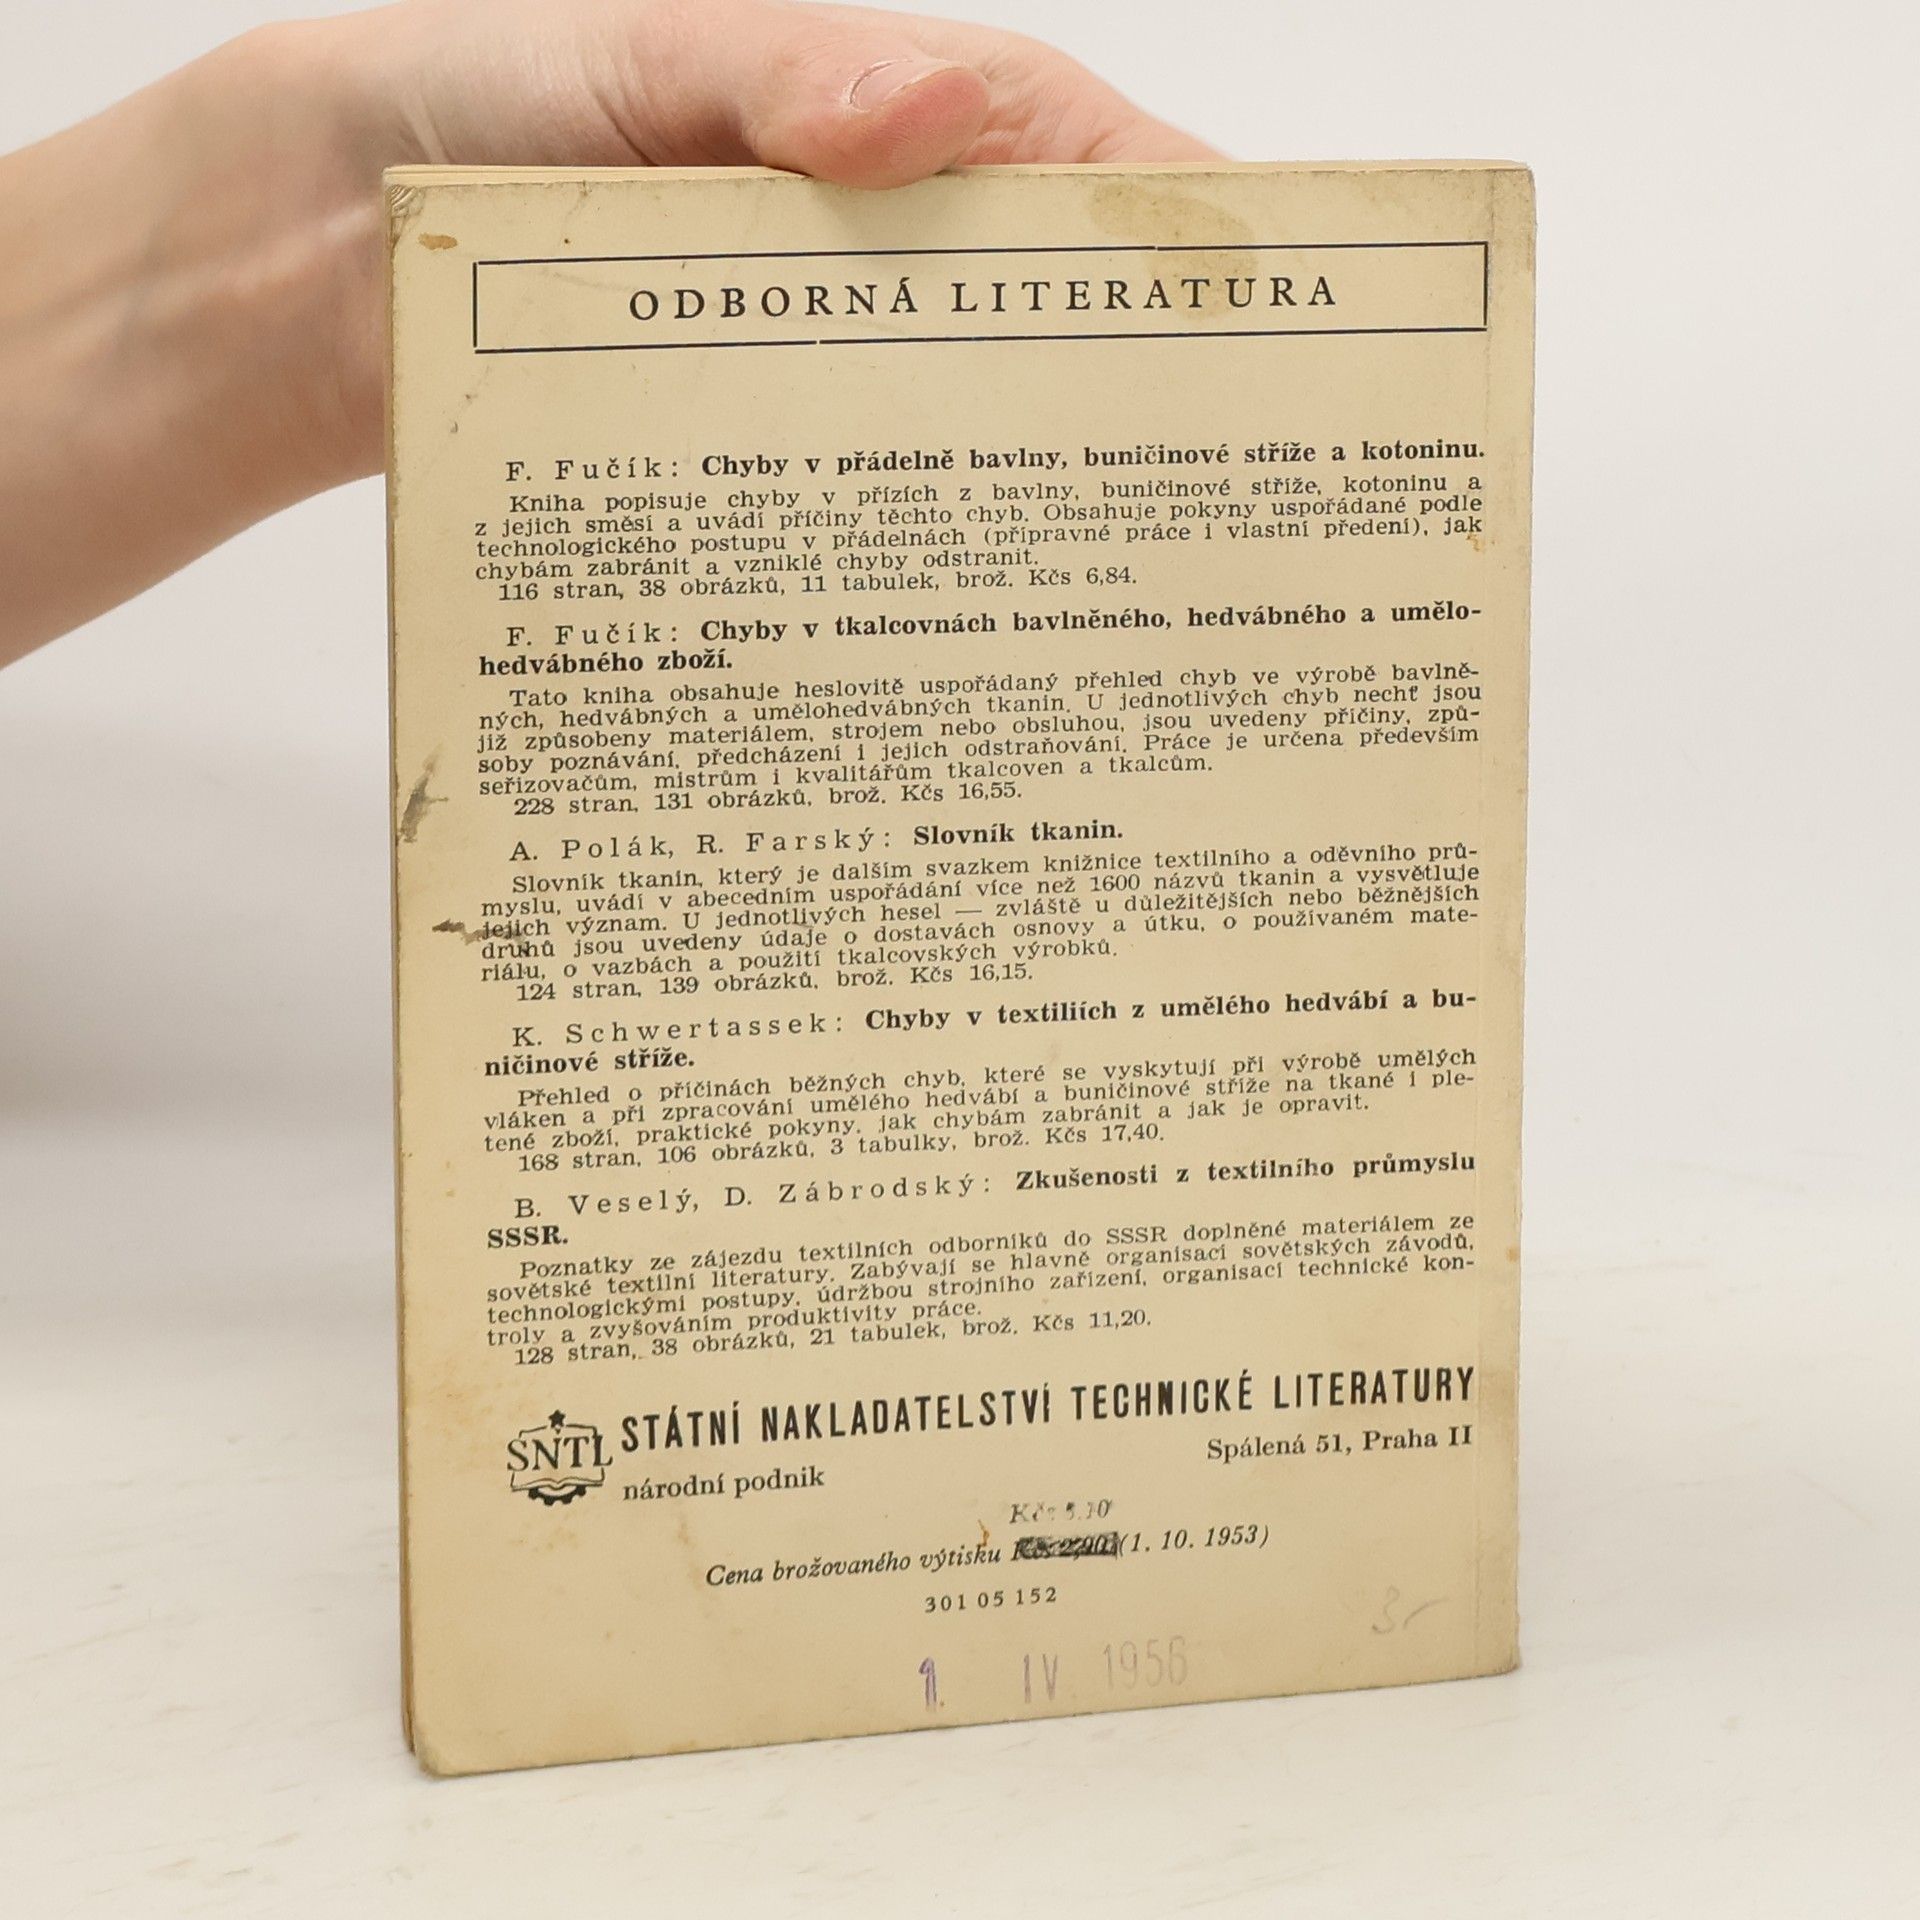 ODBORNÁ LITERATURA
F. Fučík: Chyby v přádelně bavlny, buničinové stříže a kotoninu.
Kniha popisuje chyby v přízích z bavlny, buničinové stříže, kotoninu a
z jejich směsí a uvádí příčiny těchto chyb. Obsahuje pokyny uspořádané podle
technologického postupu v přádelnách (přípravné práce i vlastní předení), jak
chybám zabránit a vzniklé chyby odstranit.
116 stran, 38 obrázků, 11 tabulek, brož. Kčs 6,84.
F. Fučík: Chyby v tkalcovnách bavlněného, hedvábného a umělo-
hedvábného zboží.
Tato kniha obsahuje heslovitě uspořádaný přehled chyb ve výrobě bavlně-
ných, hedvábných a umělohedvábných tkanin. U jednotlivých chyb nechť jsou
již způsobeny materiálem, strojem nebo obsluhou, jsou uvedeny příčiny, způ-
soby poznávání, předcházení i jejich odstraňování. Práce je určena především
seřizovačům, mistrům i kvalitářům tkalcoven a tkalcům.
228 stran, 131 obrázků, brož. Kčs 16,55.
A. Polák, R. Farský: Slovník tkanin.
Slovník tkanin, který je dalším svazkem knižnice textilního a oděvního prů-
myslu, uvádí v abecedním uspořádání více než 1600 názvů tkanin a vysvětluje
jejich význam. U jednotlivých hesel — zvláště u důležitějších nebo běžnějších
druhů jsou uvedeny údaje o dostavách osnovy a útku, o používaném mate-
riálu, o vazbách a použití tkalcovských výrobků.
124 stran, 139 obrázků, brož. Kčs 16,15.
K. Schwertassek: Chyby v textiliích z umělého hedvábí a bu-
ničinové stříže.
Přehled o příčinách běžných chyb, které se vyskytují při výrobě umělých
vláken a při zpracování umělého hedvábí a buničinové stříže na tkané i ple-
tené zboží, praktické pokyny, jak chybám zabránit a jak je opravit.
168 stran, 106 obrázků, 3 tabulky, brož. Kčs 17,40.
B. Veselý, D. Zábrodský: Zkušenosti z textilního průmyslu
SSSR.
Poznatky ze zájezdu textilních odborníků do SSSR doplněné materiálem ze
sovětské textilní literatury. Zabývají se hlavně organisací sovětských závodů,
technologickými postupy, údržbou strojního zařízení, organisací technické kon-
troly a zvyšováním produktivity práce.
128 stran, 38 obrázků, 21 tabulek, brož. Kčs 11,20.
SNTL STÁTNÍ NAKLADATELSTVÍ TECHNICKÉ LITERATURY
národní podnik Spálená 51, Praha II
Kčs
Cena brožovaného výtisku (1. 10. 1953)
301 05 152
1. IV 1956